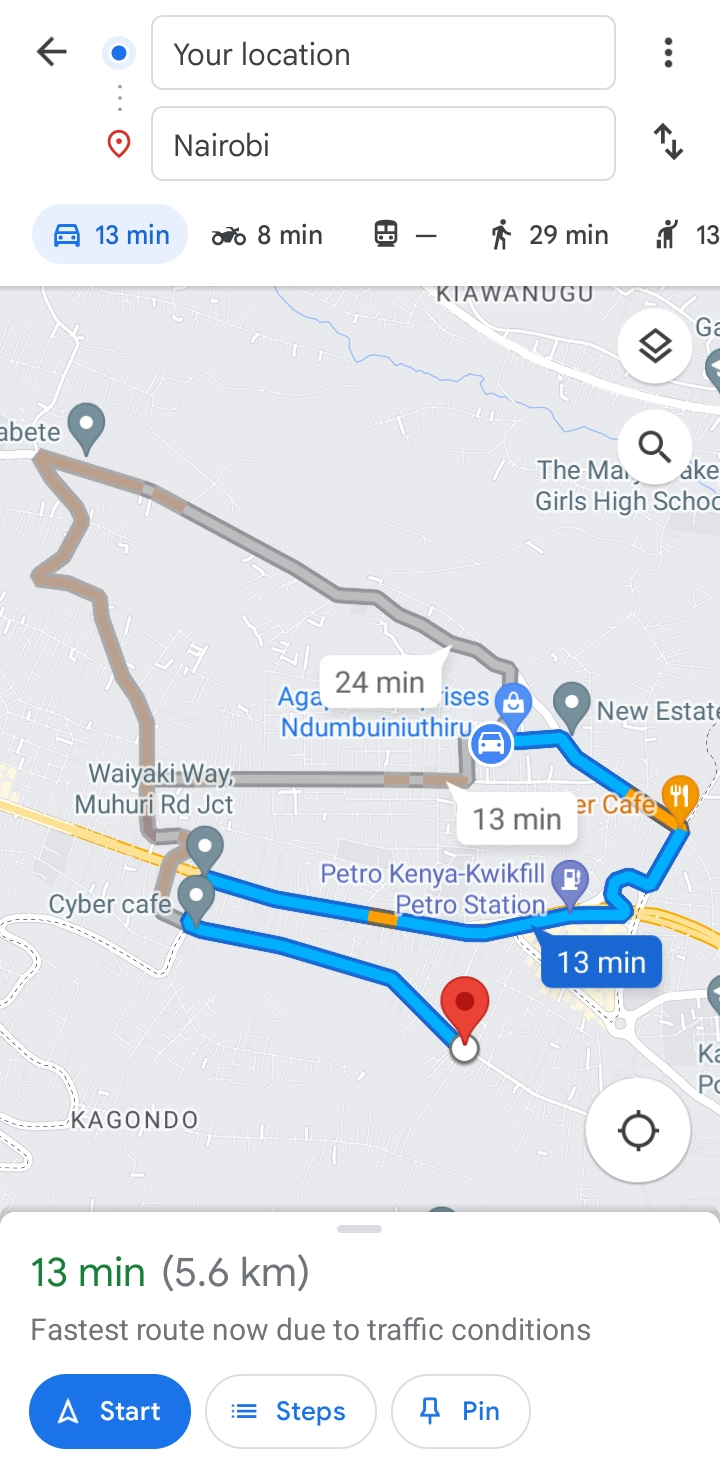 Your location
Nairobi
13 min
8 min
—
29 min
13
KIAWANUGU
abete
Girls High Schoo
24 min
Ndumbuiniuthiru
New Estate
Waiyaki Way,
Muhuri Rd Jct
13 min
er Cafe
Petro Kenya-Kwikfill
Petro Station
Cyber cafe
13 min
KAGONDO
13 min (5.6 km)
Fastest route now due to traffic conditions
Start
Steps
Pin